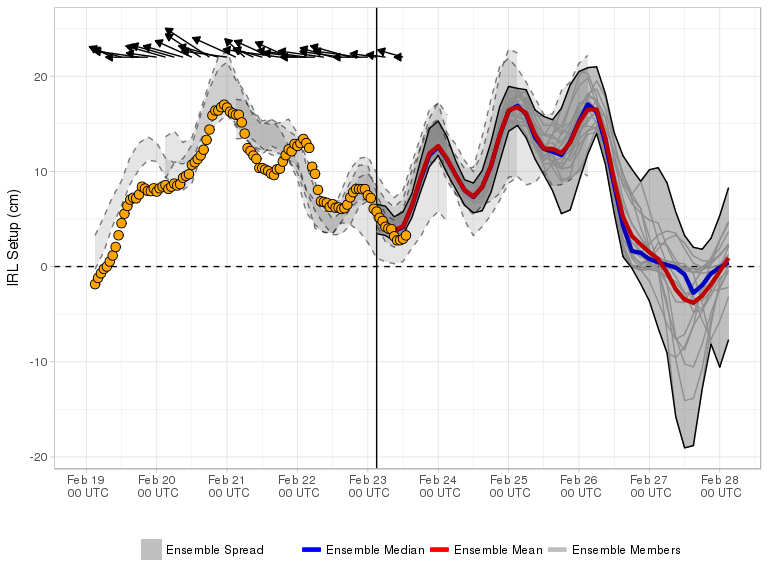 IRL Setup (cm)
20
10
0
-10
-20
Feb 19 Feb 20 Feb 21 Feb 22 Feb 23 Feb 24 Feb 25 Feb 26 Feb 27 Feb 28
00 UTC 00 UTC 00 UTC 00 UTC 00 UTC 00 UTC 00 UTC 00 UTC 00 UTC 00 UTC
Ensemble Spread Ensemble Median Ensemble Mean Ensemble Members